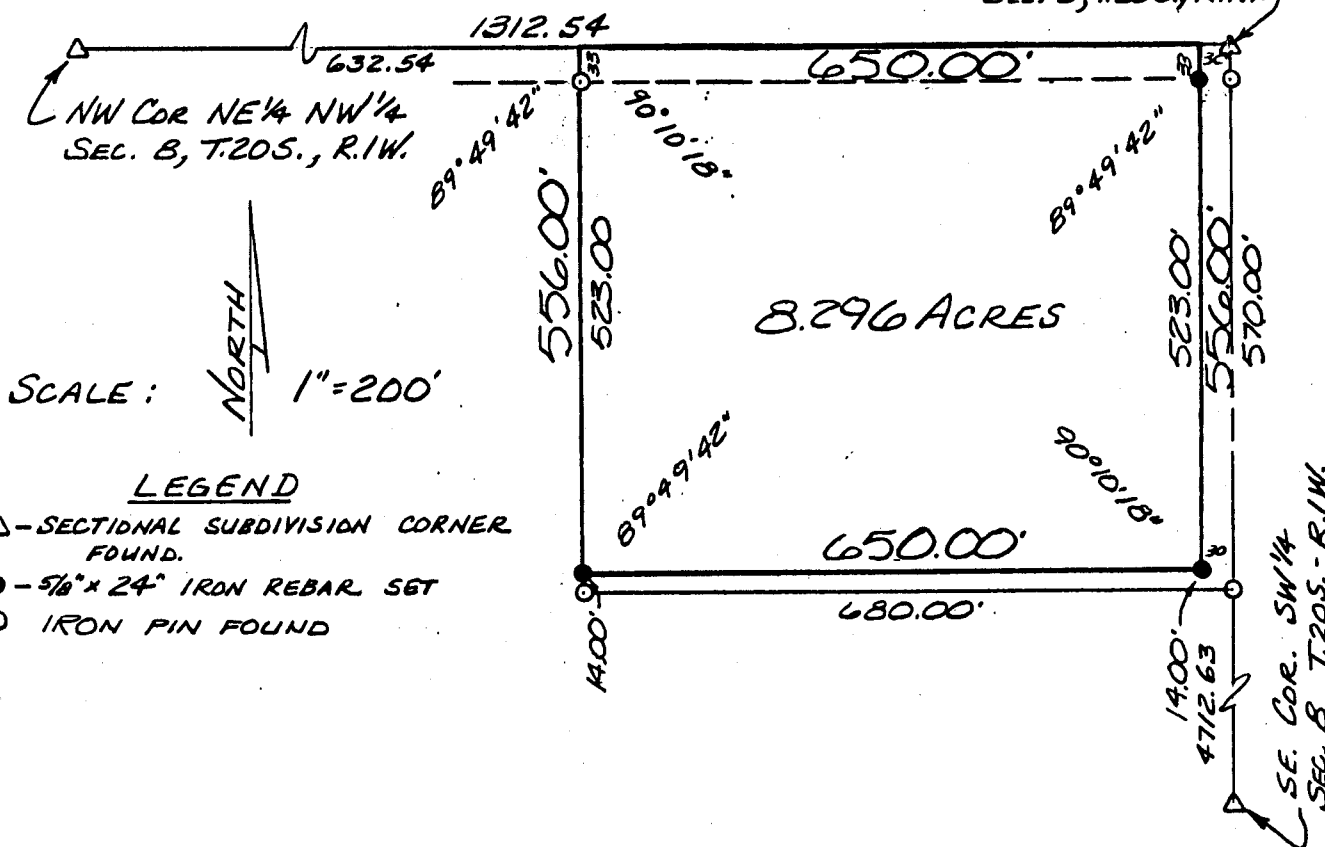 1312.54
632.54
33
650.00'
33
NW COR NE¼ NW¼
SEC. 8, T.20S., R.1W.
89°49'42"
90°10'18"
89°49'42"
556.00'
523.00
523.00'
556.00'
570.00'
8.296 ACRES
SCALE :
NORTH
1"=200'
LEGEND
△-SECTIONAL SUBDIVISION CORNER
FOUND.
- 5/8" x 24" IRON REBAR SET
IRON PIN FOUND
89°49'42"
90°10'18"
650.00'
30
680.00'
14.00'
14.00'
4712.63
SE. COR. SW¼
SEC. 8 T.20S.- R.1W.